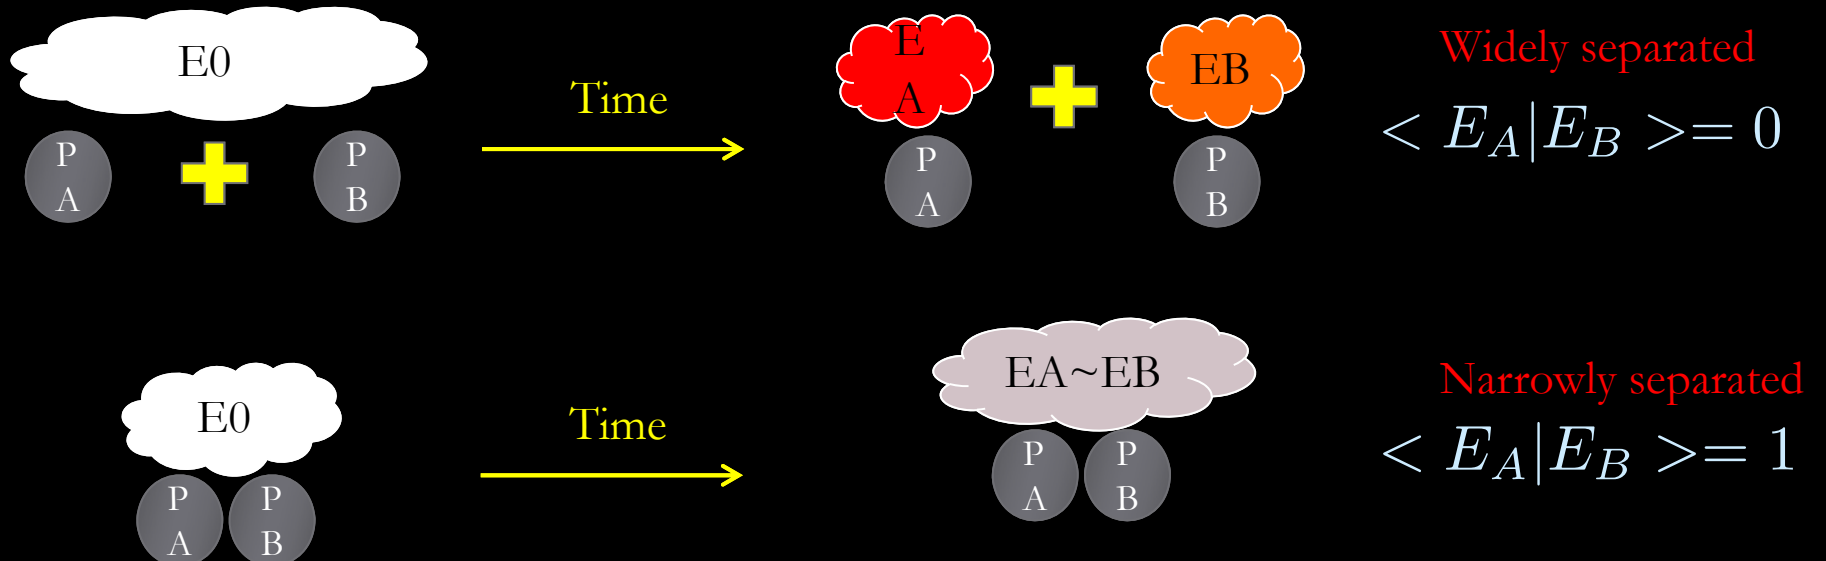 E0
P
A
P
B
Time
E
A
EB
P
A
P
B
Widely separated
< E_A|E_B >= 0
E0
P
A
P
B
Time
EA~EB
P
A
P
B
Narrowly separated
< E_A|E_B >= 1